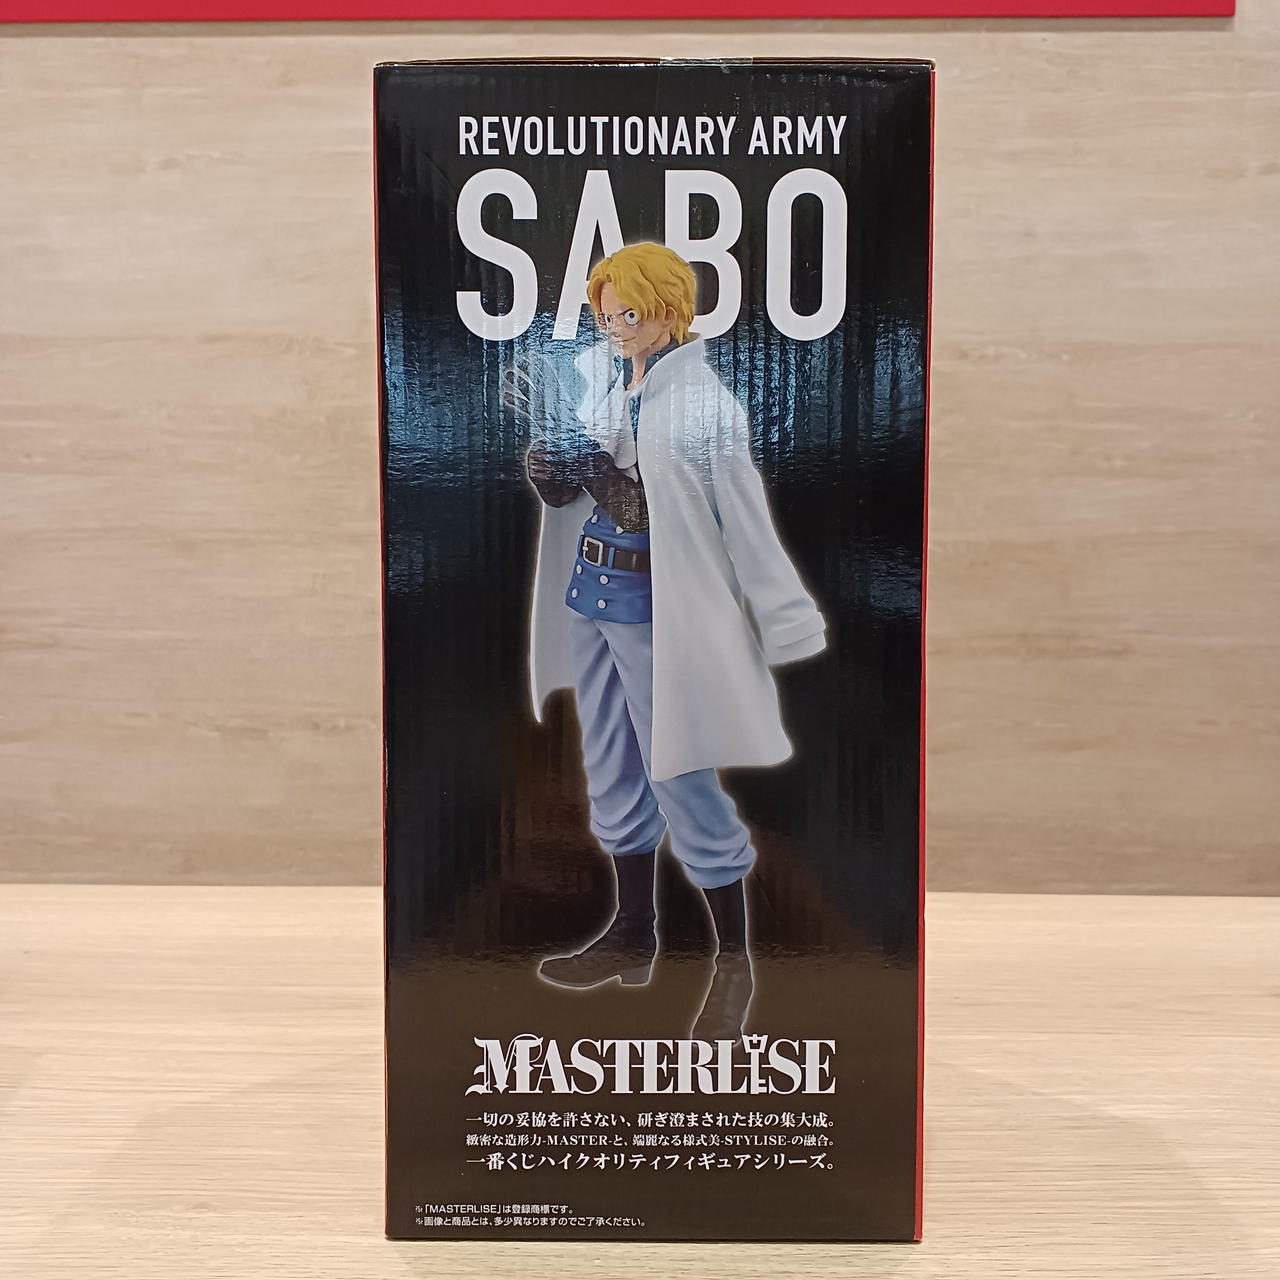 REVOLUTIONARY ARMY
SABO
MASTERLISE
一切の妥協を許さない、研ぎ澄まされた技の集大成。
緻密な造形力-MASTER-と、端麗なる様式美-STYLISE-の融合。
一番くじハイクオリティフィギュアシリーズ。
※「MASTERLISE」は登録商標です。
※画像と商品とは、多少異なりますのでご了承ください。